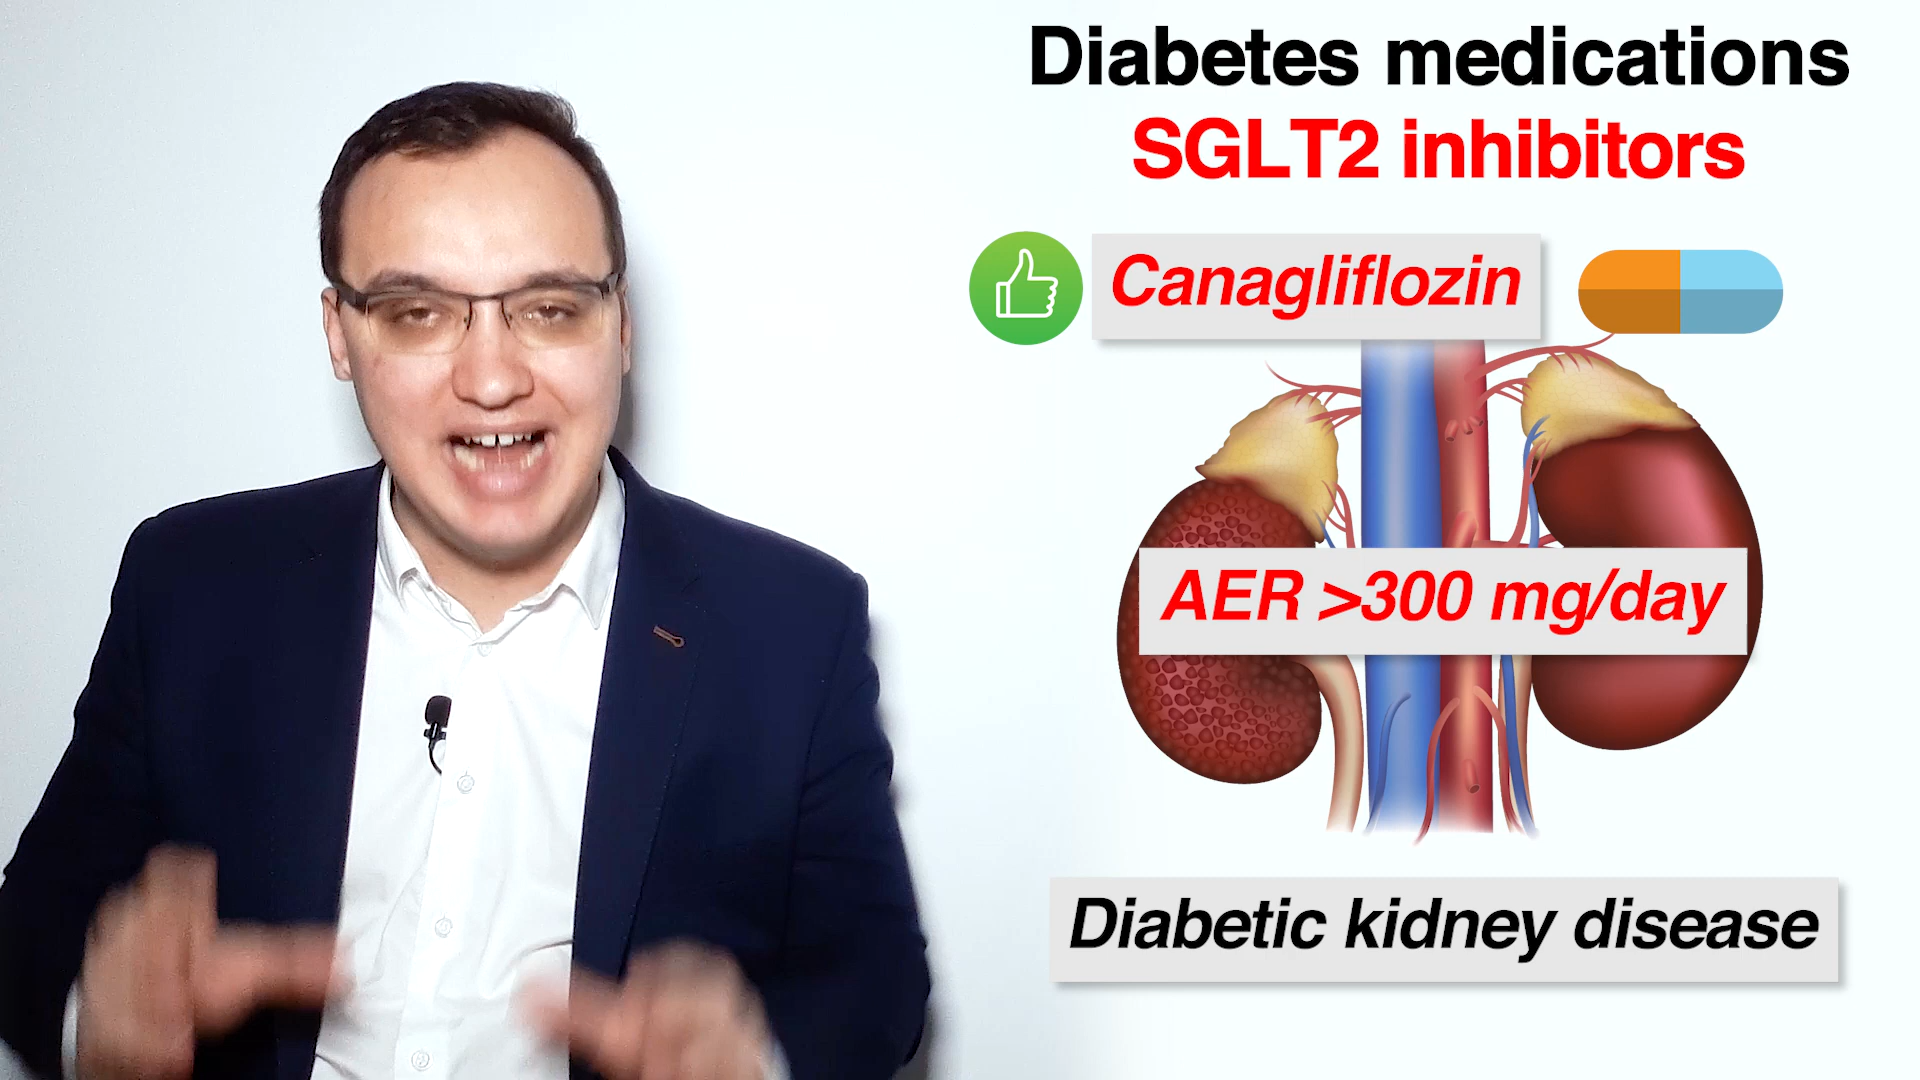 Diabetes medications
SGLT2 inhibitors
Canagliflozin
AER >300 mg/day
Diabetic kidney disease